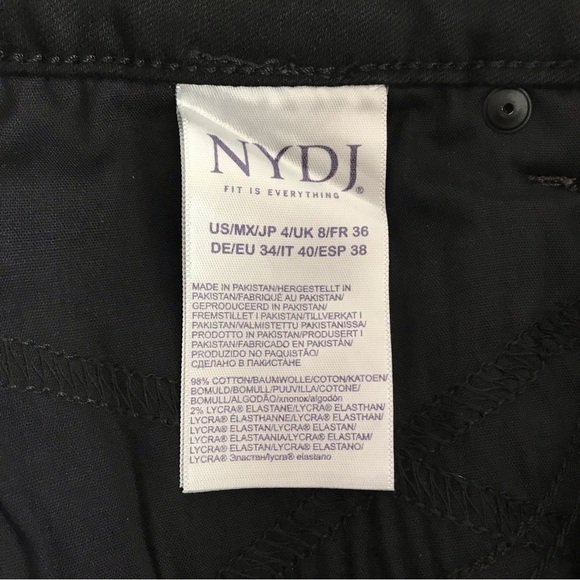 NYDJ®
FIT IS EVERYTHING
US/MX/JP 4/UK 8/FR 36
DE/EU 34/IT 40/ESP 38
MADE IN PAKISTAN/HERGESTELLT IN
PAKISTAN/FABRIQUÉ AU PAKISTAN/
GEPRODUCEERD IN PAKISTAN/
FREMSTILLET I PAKISTAN/TILLVERKAT I
PAKISTAN/VALMISTETTU PAKISTANISSA/
PRODOTTO IN PAKISTAN/PRODUSERT I
PAKISTAN/FABRICADO EN PAKISTÁN/
PRODUZIDO NO PAQUISTÃO/
СДЕЛАНО В ПАКИСТАНЕ
98% COTTON/BAUMWOLLE/COTON/KATOEN/
BOMULD/BOMULL/PUUVILLA/COTONE/
BOMULL/ALGODÃO/хлопок/algodón
2% LYCRA® ELASTANE/LYCRA® ELASTHAN/
LYCRA® ELASTHANNE/LYCRA® ELASTHAN/
LYCRA® ELASTAN/LYCRA® ELASTAN/
LYCRA® ELASTAANIA/LYCRA® ELASTAM/
LYCRA® ELASTAN/LYCRA® ELASTANO/
LYCRA® Эластан/lycra® elastano